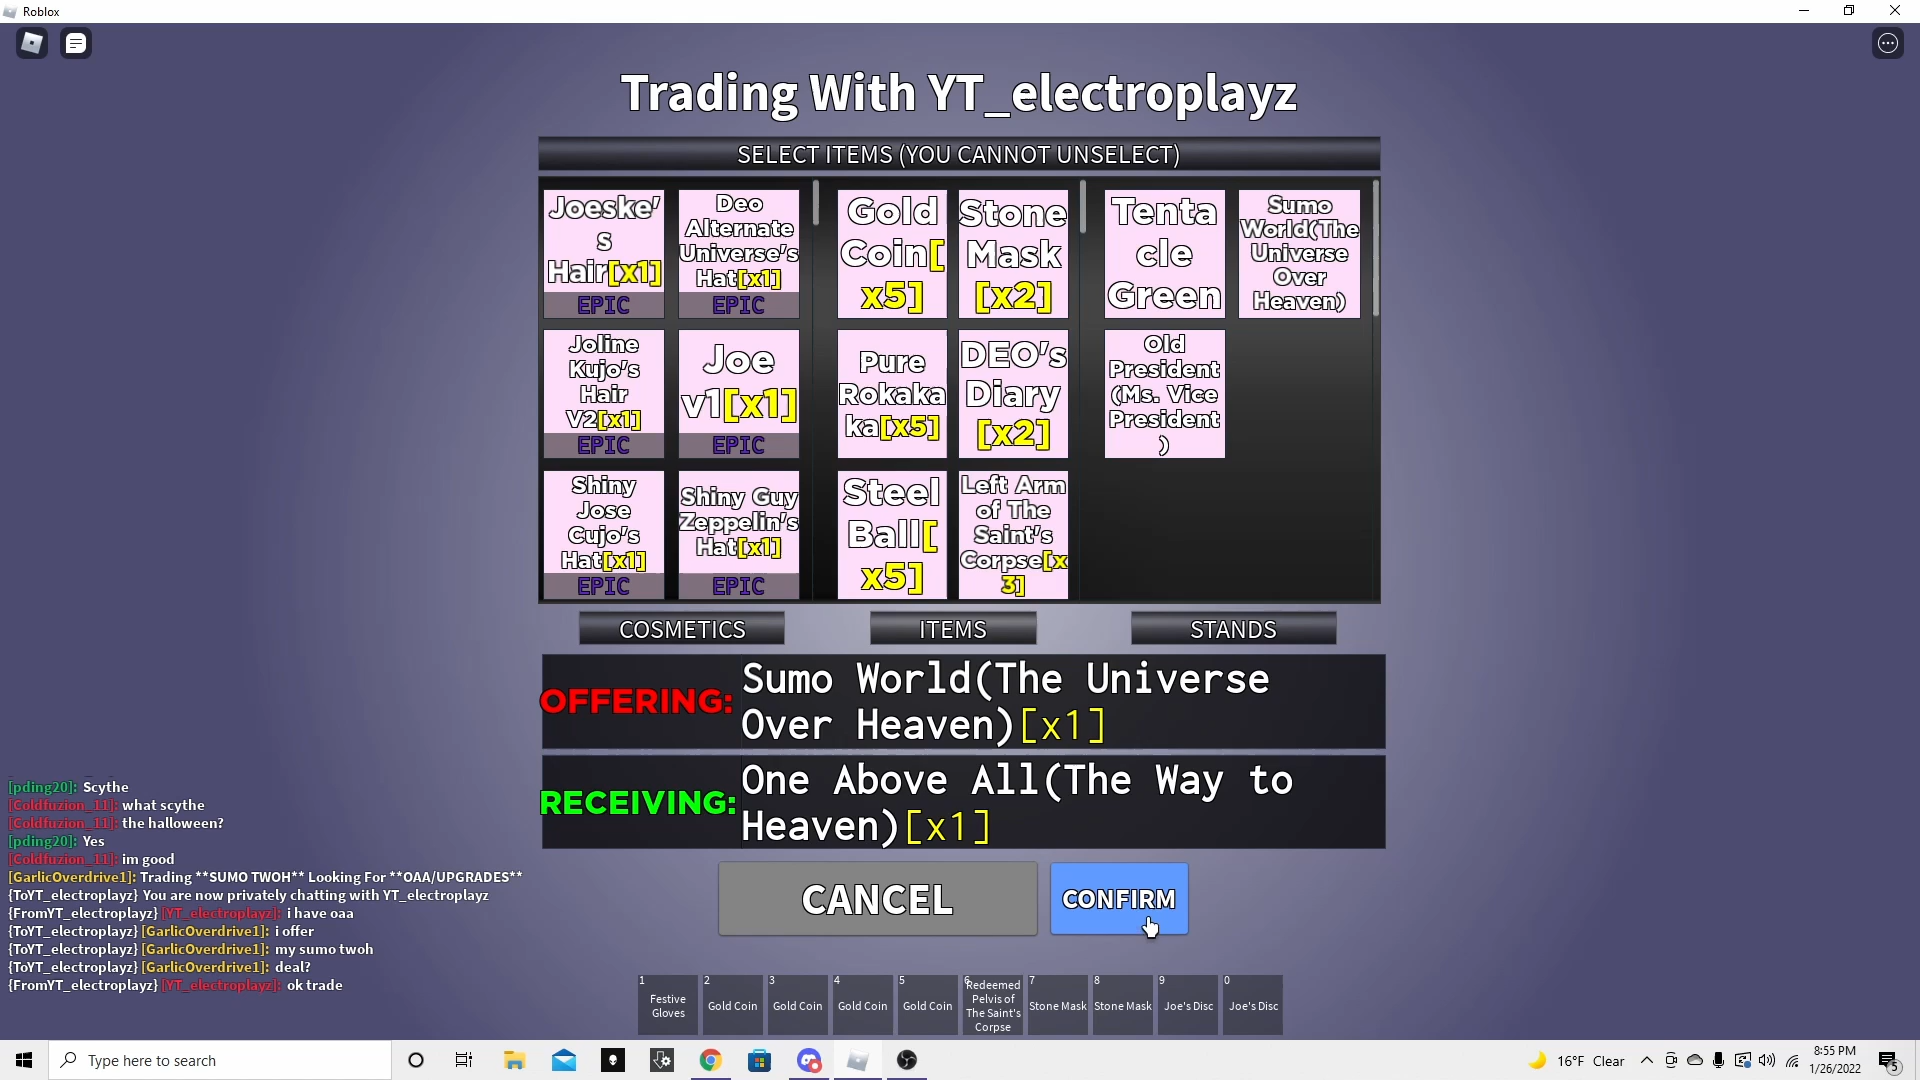 Roblox
Trading With YT_electroplayz
SELECT ITEMS (YOU CANNOT UNSELECT)
Joeske'
s
Hair[x1]
EPIC
Deo
Alternate
Universe's
Hat[x1]
EPIC
Gold
Coin[
x5]
Stone
Mask
[x2]
Tenta
cle
Green
Sumo
World(The
Universe
Over
Heaven)
Joline
Kujo's
Hair
V2[x1]
EPIC
Joe
v1[x1]
EPIC
Pure
Rokaka
ka[x5]
DEO's
Diary
[x2]
Old
President
(Ms. Vice
President
)
Shiny
Jose
Cujo's
Hat[x1]
EPIC
Shiny Guy
Zeppelin's
Hat[x1]
EPIC
Steel
Ball[
x5]
Left Arm
of The
Saint's
Corpse[x
3]
COSMETICS
ITEMS
STANDS
OFFERING:
Sumo World(The Universe
Over Heaven)[x1]
RECEIVING:
One Above All(The Way to
Heaven)[x1]
CANCEL
CONFIRM
[pding20]: Scythe
[Coldfuzion_11]: what scythe
[Coldfuzion_11]: the halloween?
[pding20]: Yes
[Coldfuzion_11]: im good
[GarlicOverdrive1]: Trading **SUMO TWOH** Looking For **OAA/UPGRADES**
{ToYT_electroplayz} You are now privately chatting with YT_electroplayz
{FromYT_electroplayz} [YT_electroplayz]: i have oaa
{ToYT_electroplayz} [GarlicOverdrive1]: i offer
{ToYT_electroplayz} [GarlicOverdrive1]: my sumo twoh
{ToYT_electroplayz} [GarlicOverdrive1]: deal?
{FromYT_electroplayz} [YT_electroplayz]: ok trade
1
Festive
Gloves
2
Gold Coin
3
Gold Coin
4
Gold Coin
5
Gold Coin
6
Redeemed
Pelvis of
The Saint's
Corpse
7
Stone Mask
8
Stone Mask
9
Joe's Disc
0
Joe's Disc
Type here to search
16°F Clear
8:55 PM
1/26/2022
5